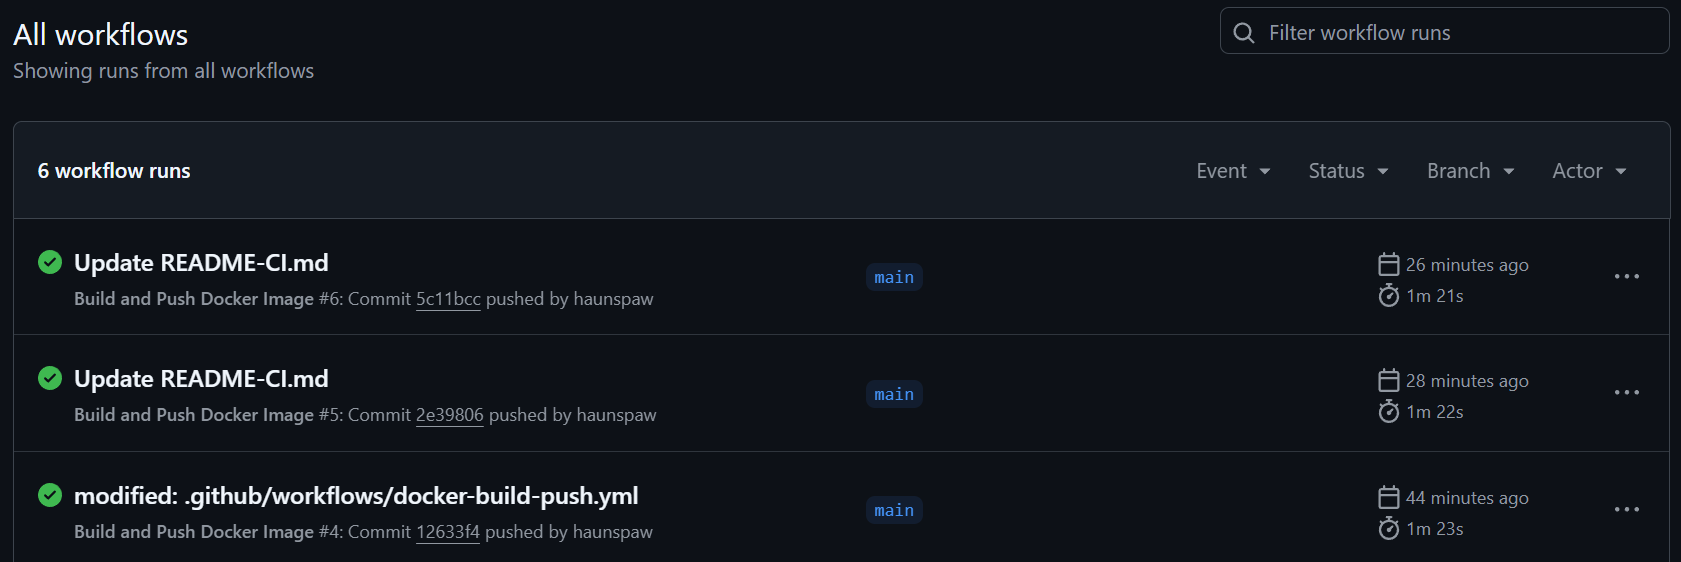 All workflows
Filter workflow runs
Showing runs from all workflows
6 workflow runs
Event
Status
Branch
Actor
Update README-CI.md
Build and Push Docker Image #6: Commit 5c11bcc pushed by haunspaw
main
26 minutes ago
1m 21s
Update README-CI.md
Build and Push Docker Image #5: Commit 2e39806 pushed by haunspaw
main
28 minutes ago
1m 22s
modified: .github/workflows/docker-build-push.yml
Build and Push Docker Image #4: Commit 12633f4 pushed by haunspaw
main
44 minutes ago
1m 23s